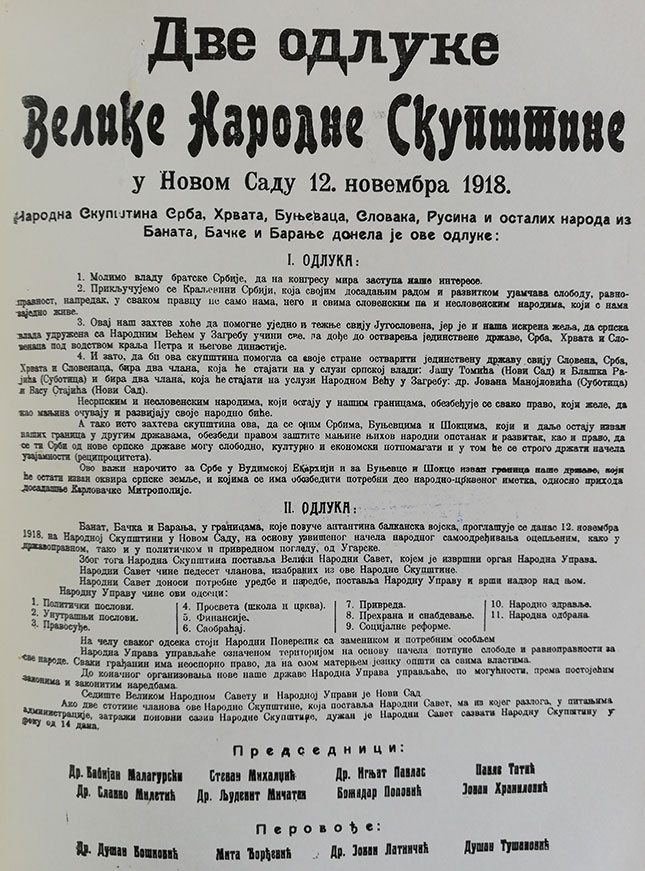 Две одлуке
Велике Народне Скупштине
у Новом Саду 12. новембра 1918.
Народна Скупштина Срба, Хрвата, Буњеваца, Словака, Русина и осталих народа из
Баната, Бачке и Барање донела је ове одлуке:
I. ОДЛУКА:
1. Молимо владу братске Србије, да на конгресу мира заступа наше интересе.
2. Прикључујемо се Краљевини Србији, која својим досадањим радом и развитком ујамчава слободу, равно-
правност, напредак, у сваком правцу не само нама, него и свима словенским па и несловенским народима, који с нама
заједно живе.
3. Овај наш захтев хоће да помогне уједно и тежње свију Југословена, јер је и наша искрена жеља, да српска
влада удружена са Народним Већем у Загребу учини све, да дође до остварења јединствене државе, Срба, Хрвата и Сло-
венаца под водством краља Петра и његове династије.
4. И зато, да би ова скупштина помогла са своје стране остварити јединствену државу свију Словена, Срба,
Хрвата и Словенаца, бира два члана, која ће стајати на у слузи српској влади: Јашу Томића (Нови Сад) и Влашка Ра-
јића (Суботица) и бира два члана, која ће стајати на услузи Народном Већу у Загребу: др. Јована Манојловића (Суботица)
и Васу Стајића (Нови Сад).
Несрпским и несловенским народима, који остају у нашим границама, обезбеђује се свако право, који желе, да
као мањина очувају и развијају своје народно биће.
А тако исто захтева скупштина ова, да се оним Србима, Буњевцима и Шокцима, који и даље остају изван
наших граница у другим државама, обезбеди правом заштите мањине њихов народни опстанак и развитак, као и право, да
се ти Срби од нове српске државе могу слободно, културно и економски потпомагати и у том ће се строго држати начела
узајамности (реципроцитета).
Ово важи нарочито за Србе у Будимској Епархији и за Буњевце и Шокце изван граница наше државе, који
ће остати изван оквира српске земље, и којима се има обезбедити потребни део народно-црквеног иметка, односно прихода
досадашње Карловачке Митрополије.
II. ОДЛУКА:
Банат, Бачка и Барања, у границама, које повуче антантина балканска војска, проглашује се данас 12. новембра
1918. на Народној Скупштини у Новом Саду, на основу узвишеног начела народног самоодређивања оцепљеним, како у
државоправном, тако и у политичком и привредном погледу, од Угарске.
Због тога Народна Скупштина поставља Велики Народни Савет, којем је извршни орган Народна Управа.
Народни Савет чине педесет чланова, изабраних из ове Народне Скупштине.
Народни Савет доноси потребне уредбе и наредбе, поставља Народну Управу и врши надзор над њом.
Народну Управу чине ови одсеци:
1. Политички послови.
2. Унутрашњи послови.
3. Правосуђе.
4. Просвета (школа и црква).
5. Финансије.
6. Саобраћај.
7. Привреда.
8. Прехрана и снабдевање.
9. Социјалне реформе.
10. Народно здравље.
11. Народна одбрана.
На челу сваког одсека стоји Народни Повереник са замеником и потребним особљем
Народна Управа управљаће означеном територијом на основу начела потпуне слободе и равноправности за
све народе. Сваки грађанин има неоспорно право, да на свом матерњем језику општи са свима властима.
До коначног организовања нове наше државе Народна Управа управљаће, по могућности, према постојећим
законима и законитим наредбама.
Седиште Великом Народном Савету и Народној Управи је Нови Сад
Ако две стотине чланова ове Народне Скупштине, која поставља Народни Савет, ма из којег разлога, у питањима
администрације, затражи поновни сазив Народне Скупштине, дужан је Народни Савет сазвати Народну Скупштину у
року од 14 дана.
Председници:
Др. Бабијан Малагурски Стеван Михалџић Др. Игњат Павлас Павле Татић
Др. Славко Милетић Др. Људевит Мичатек Божидар Поповић Јован Храниловић
Перовође:
Др. Душан Бошковић Мита Ђорђевић Др. Јован Латинчић Душан Тушановић